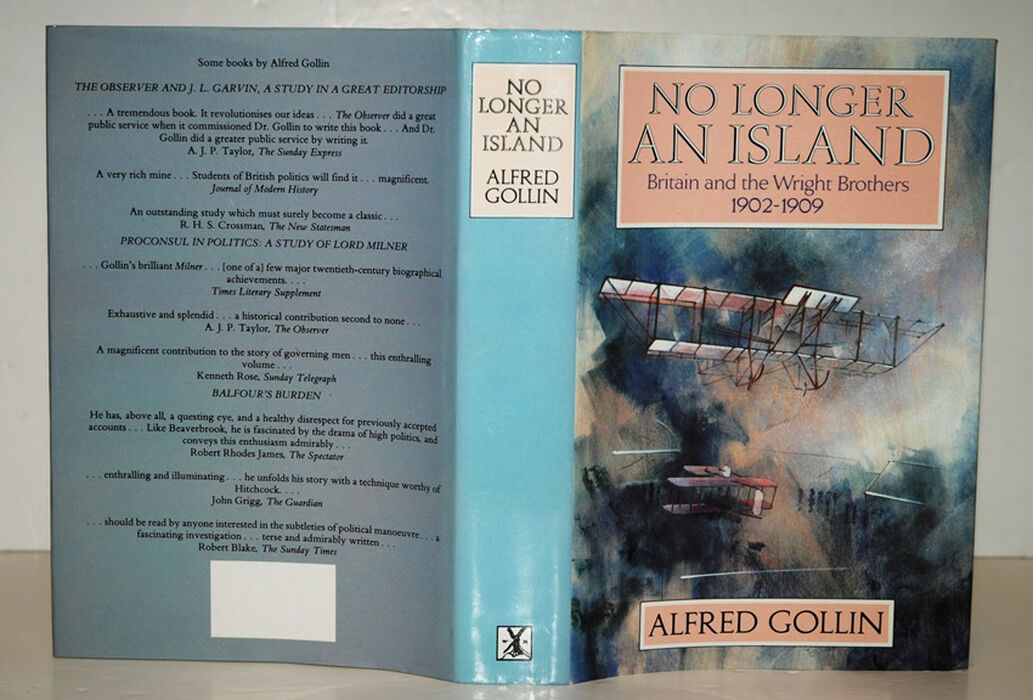 Some books by Alfred Gollin
THE OBSERVER AND J. L. GARVIN, A STUDY IN A GREAT EDITORSHIP
. . . A tremendous book. It revolutionises our ideas . . . The Observer did a great
public service when it commissioned Dr. Gollin to write this book . . . And Dr.
Gollin did a greater public service by writing it.
A. J. P. Taylor, The Sunday Express
A very rich mine . . . Students of British politics will find it . . . magnificent.
Journal of Modern History
An outstanding study which must surely become a classic . . .
R. H. S. Crossman, The New Statesman
PROCONSUL IN POLITICS: A STUDY OF LORD MILNER
. . . Gollin's brilliant Milner . . . [one of a] few major twentieth-century biographical
achievements. . . .
Times Literary Supplement
Exhaustive and splendid . . . a historical contribution second to none . . .
A. J. P. Taylor, The Observer
A magnificent contribution to the story of governing men . . . this enthralling
volume . . .
Kenneth Rose, Sunday Telegraph
BALFOUR'S BURDEN
He has, above all, a questing eye, and a healthy disrespect for previously accepted
accounts . . . Like Beaverbrook, he is fascinated by the drama of high politics, and
conveys this enthusiasm admirably . . .
Robert Rhodes James, The Spectator
. . . enthralling and illuminating . . . he unfolds his story with a technique worthy of
Hitchcock. . . .
John Grigg, The Guardian
. . . should be read by anyone interested in the subtleties of political manoeuvre . . . a
fascinating investigation . . . terse and admirably written . . .
Robert Blake, The Sunday Times
NO
LONGER
AN
ISLAND
ALFRED
GOLLIN
W H
NO LONGER
AN ISLAND
Britain and the Wright Brothers
1902-1909
ALFRED GOLLIN